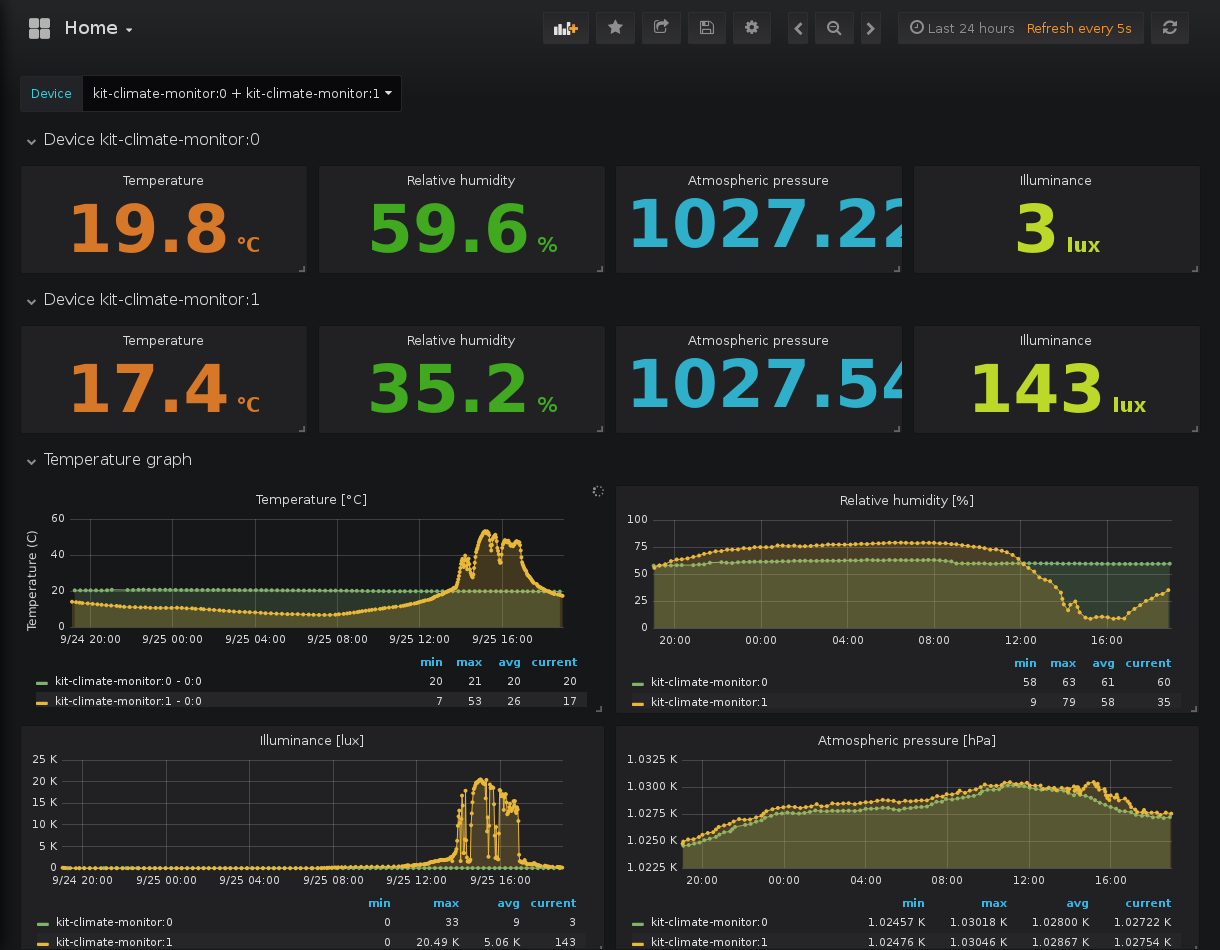 Home
Last 24 hours Refresh every 5s
Device kit-climate-monitor:0 + kit-climate-monitor:1
Device kit-climate-monitor:0
Temperature Relative humidity Atmospheric pressure Illuminance
19.8 °C 59.6 % 1027.22 3 lux
Device kit-climate-monitor:1
Temperature Relative humidity Atmospheric pressure Illuminance
17.4 °C 35.2 % 1027.54 143 lux
Temperature graph
Temperature [°C]
Temperature (C)
60
40
20
0
9/24 20:00 9/25 00:00 9/25 04:00 9/25 08:00 9/25 12:00 9/25 16:00
min max avg current
kit-climate-monitor:0 - 0:0 20 21 20 20
kit-climate-monitor:1 - 0:0 7 53 26 17
Relative humidity [%]
100
75
50
25
0
20:00 00:00 04:00 08:00 12:00 16:00
min max avg current
kit-climate-monitor:0 58 63 61 60
kit-climate-monitor:1 9 79 58 35
Illuminance [lux]
25 K
20 K
15 K
10 K
5 K
0
9/24 20:00 9/25 00:00 9/25 04:00 9/25 08:00 9/25 12:00 9/25 16:00
min max avg current
kit-climate-monitor:0 0 33 9 3
kit-climate-monitor:1 0 20.49 K 5.06 K 143
Atmospheric pressure [hPa]
1.0325 K
1.0300 K
1.0275 K
1.0250 K
1.0225 K
20:00 00:00 04:00 08:00 12:00 16:00
min max avg current
kit-climate-monitor:0 1.02457 K 1.03018 K 1.02800 K 1.02722 K
kit-climate-monitor:1 1.02476 K 1.03046 K 1.02867 K 1.02754 K